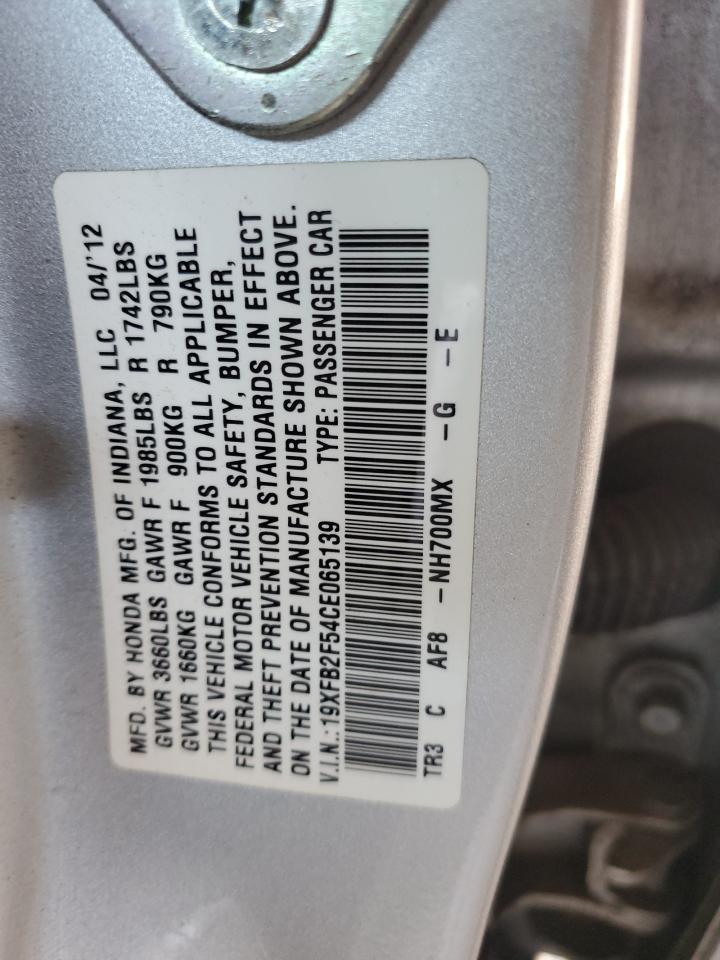 MFD. BY HONDA MFG. OF INDIANA, LLC 04/'12
GVWR 3660LBS GAWR F 1985LBS R 1742LBS
GVWR 1660KG GAWR F 900KG R 790KG
THIS VEHICLE CONFORMS TO ALL APPLICABLE
FEDERAL MOTOR VEHICLE SAFETY, BUMPER,
AND THEFT PREVENTION STANDARDS IN EFFECT
ON THE DATE OF MANUFACTURE SHOWN ABOVE.
V.I.N.: 19XFB2F54CE065139 TYPE: PASSENGER CAR
TR3 C AF8 -NH700MX -G -E